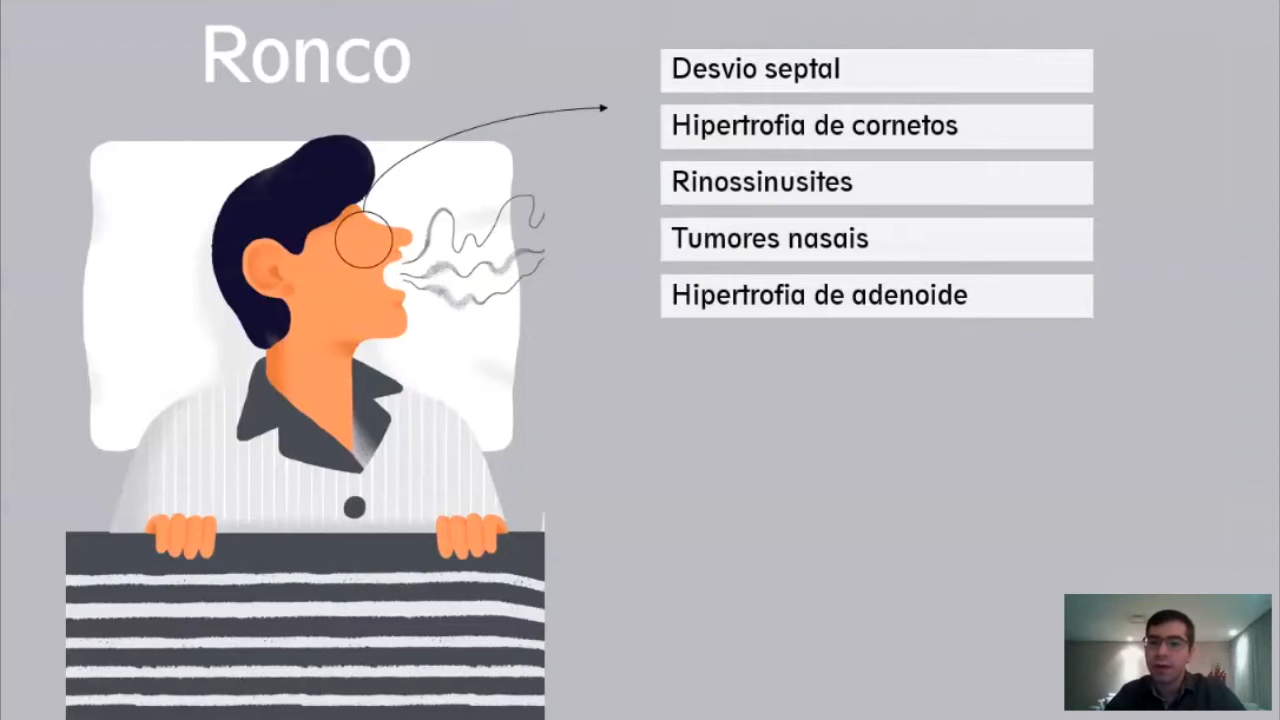 Ronco
Desvio septal
Hipertrofia de cornetos
Rinossinusites
Tumores nasais
Hipertrofia de adenoide